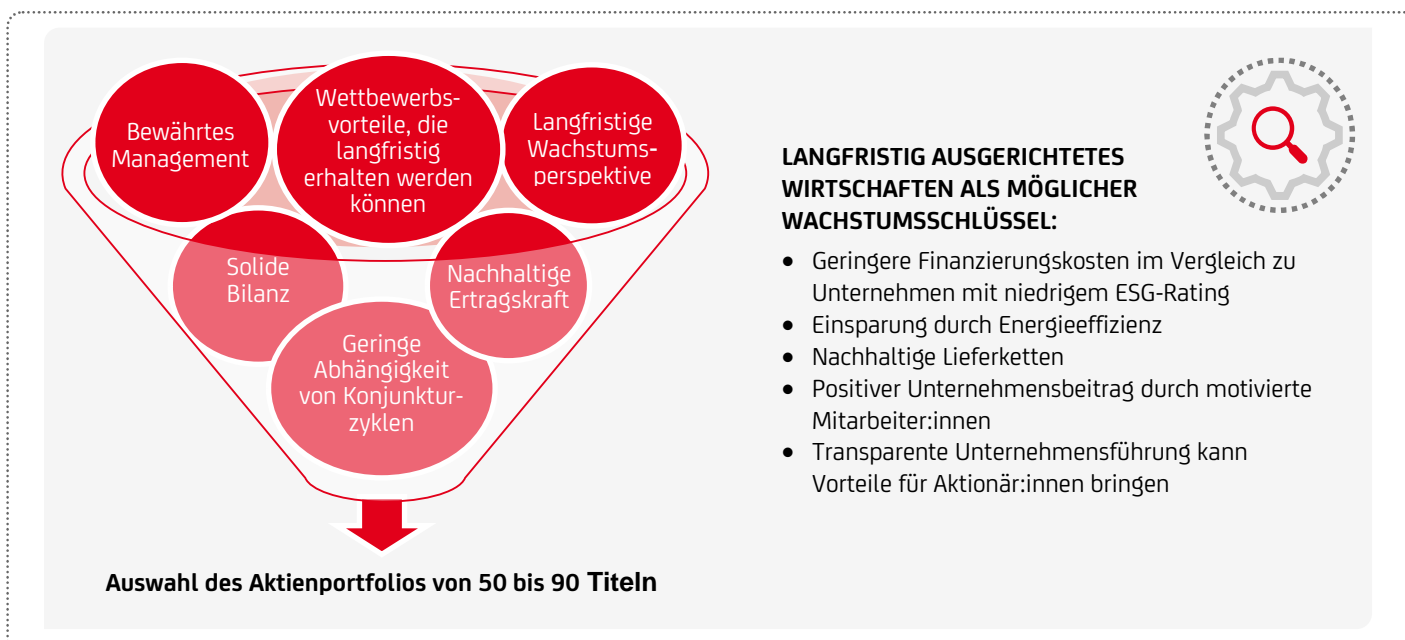 Bewährtes
Management
Wettbewerbs-
vorteile, die
langfristig
erhalten werden
können
Langfristige
Wachstums-
perspektive
Solide
Bilanz
Nachhaltige
Ertragskraft
Geringe
Abhängigkeit
von Konjunktur-
zyklen
Auswahl des Aktienportfolios von 50 bis 90 Titeln
LANGFRISTIG AUSGERICHTETES
WIRTSCHAFTEN ALS MÖGLICHER
WACHSTUMSSCHLÜSSEL:
• Geringere Finanzierungskosten im Vergleich zu
Unternehmen mit niedrigem ESG-Rating
• Einsparung durch Energieeffizienz
• Nachhaltige Lieferketten
• Positiver Unternehmensbeitrag durch motivierte
Mitarbeiter:innen
• Transparente Unternehmensführung kann
Vorteile für Aktionär:innen bringen